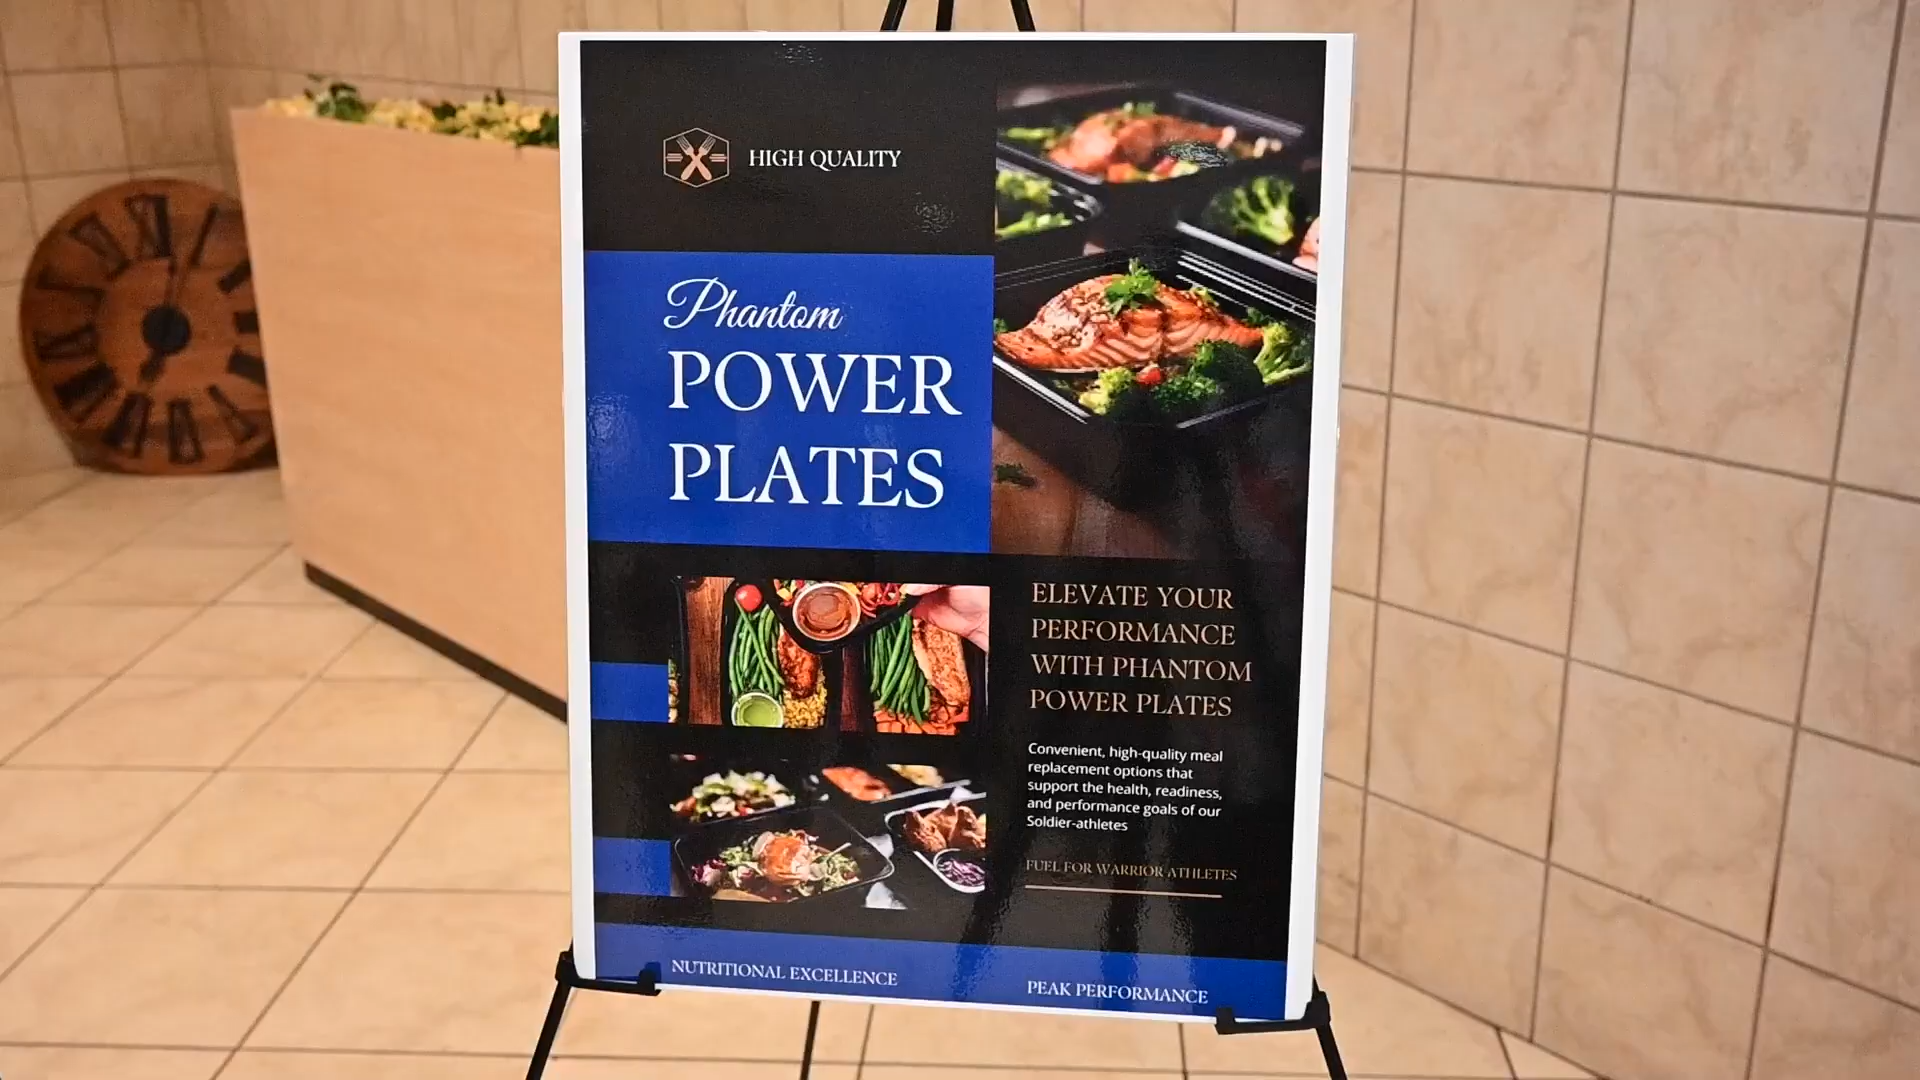 HIGH QUALITY
Phantom
POWER
PLATES
ELEVATE YOUR
PERFORMANCE
WITH PHANTOM
POWER PLATES
Convenient, high-quality meal
replacement options that
support the health, readiness,
and performance goals of our
Soldier-athletes
FUEL FOR WARRIOR ATHLETES
NUTRITIONAL EXCELLENCE
PEAK PERFORMANCE